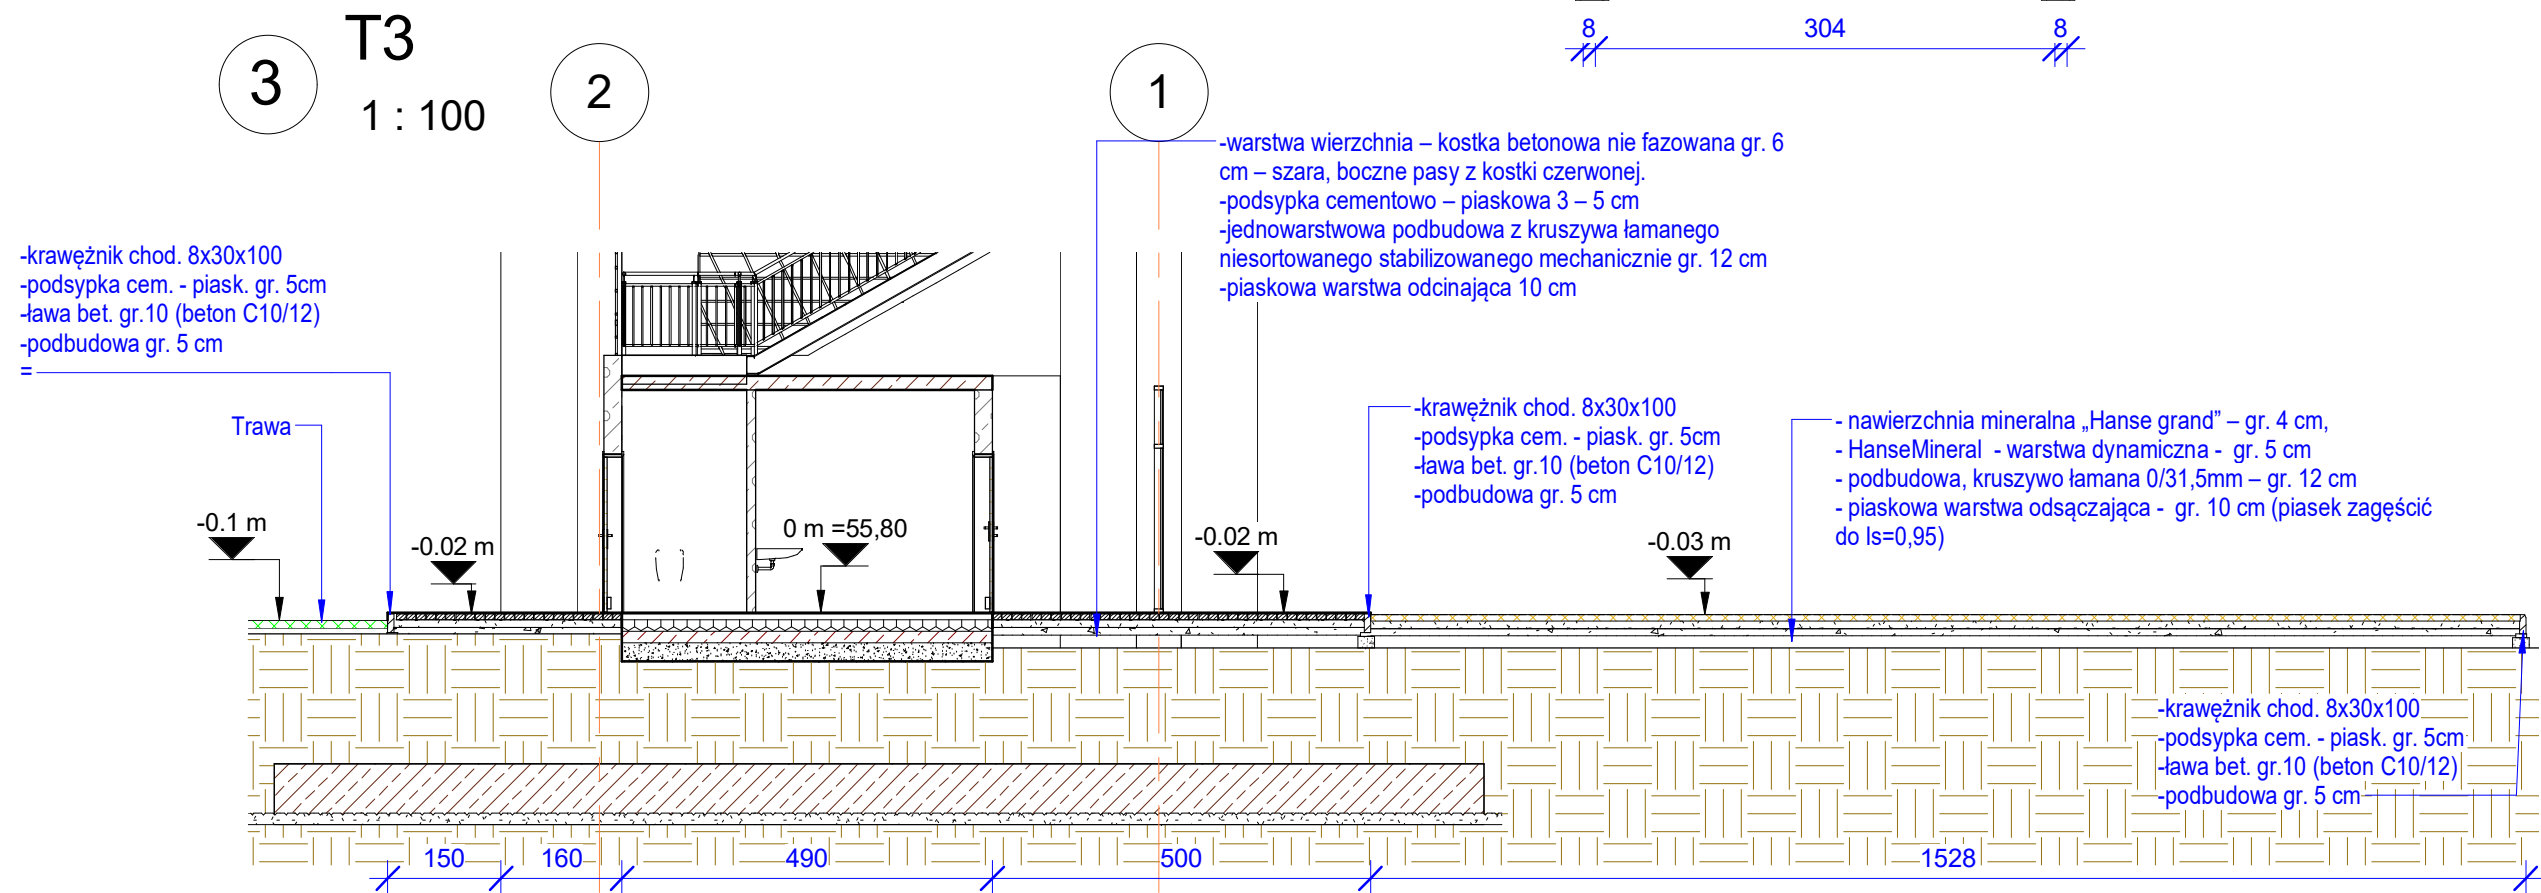 8 304 8
3 T3 2 1
1 : 100
-warstwa wierzchnia – kostka betonowa nie fazowana gr. 6
cm – szara, boczne pasy z kostki czerwonej.
-podsypka cementowo – piaskowa 3 – 5 cm
-jednowarstwowa podbudowa z kruszywa łamanego
niesortowanego stabilizowanego mechanicznie gr. 12 cm
-piaskowa warstwa odcinająca 10 cm
-krawężnik chod. 8x30x100
-podsypka cem. - piask. gr. 5cm
-ława bet. gr.10 (beton C10/12)
-podbudowa gr. 5 cm
=
Trawa
-krawężnik chod. 8x30x100
-podsypka cem. - piask. gr. 5cm
-ława bet. gr.10 (beton C10/12)
-podbudowa gr. 5 cm
- nawierzchnia mineralna „Hanse grand” – gr. 4 cm,
- HanseMineral - warstwa dynamiczna - gr. 5 cm
- podbudowa, kruszywo łamana 0/31,5mm – gr. 12 cm
- piaskowa warstwa odsączająca - gr. 10 cm (piasek zagęścić
do Is=0,95)
-0.1 m
-0.02 m
0 m =55,80
-0.02 m
-0.03 m
-krawężnik chod. 8x30x100
-podsypka cem. - piask. gr. 5cm
-ława bet. gr.10 (beton C10/12)
-podbudowa gr. 5 cm
150 160 490 500 1528